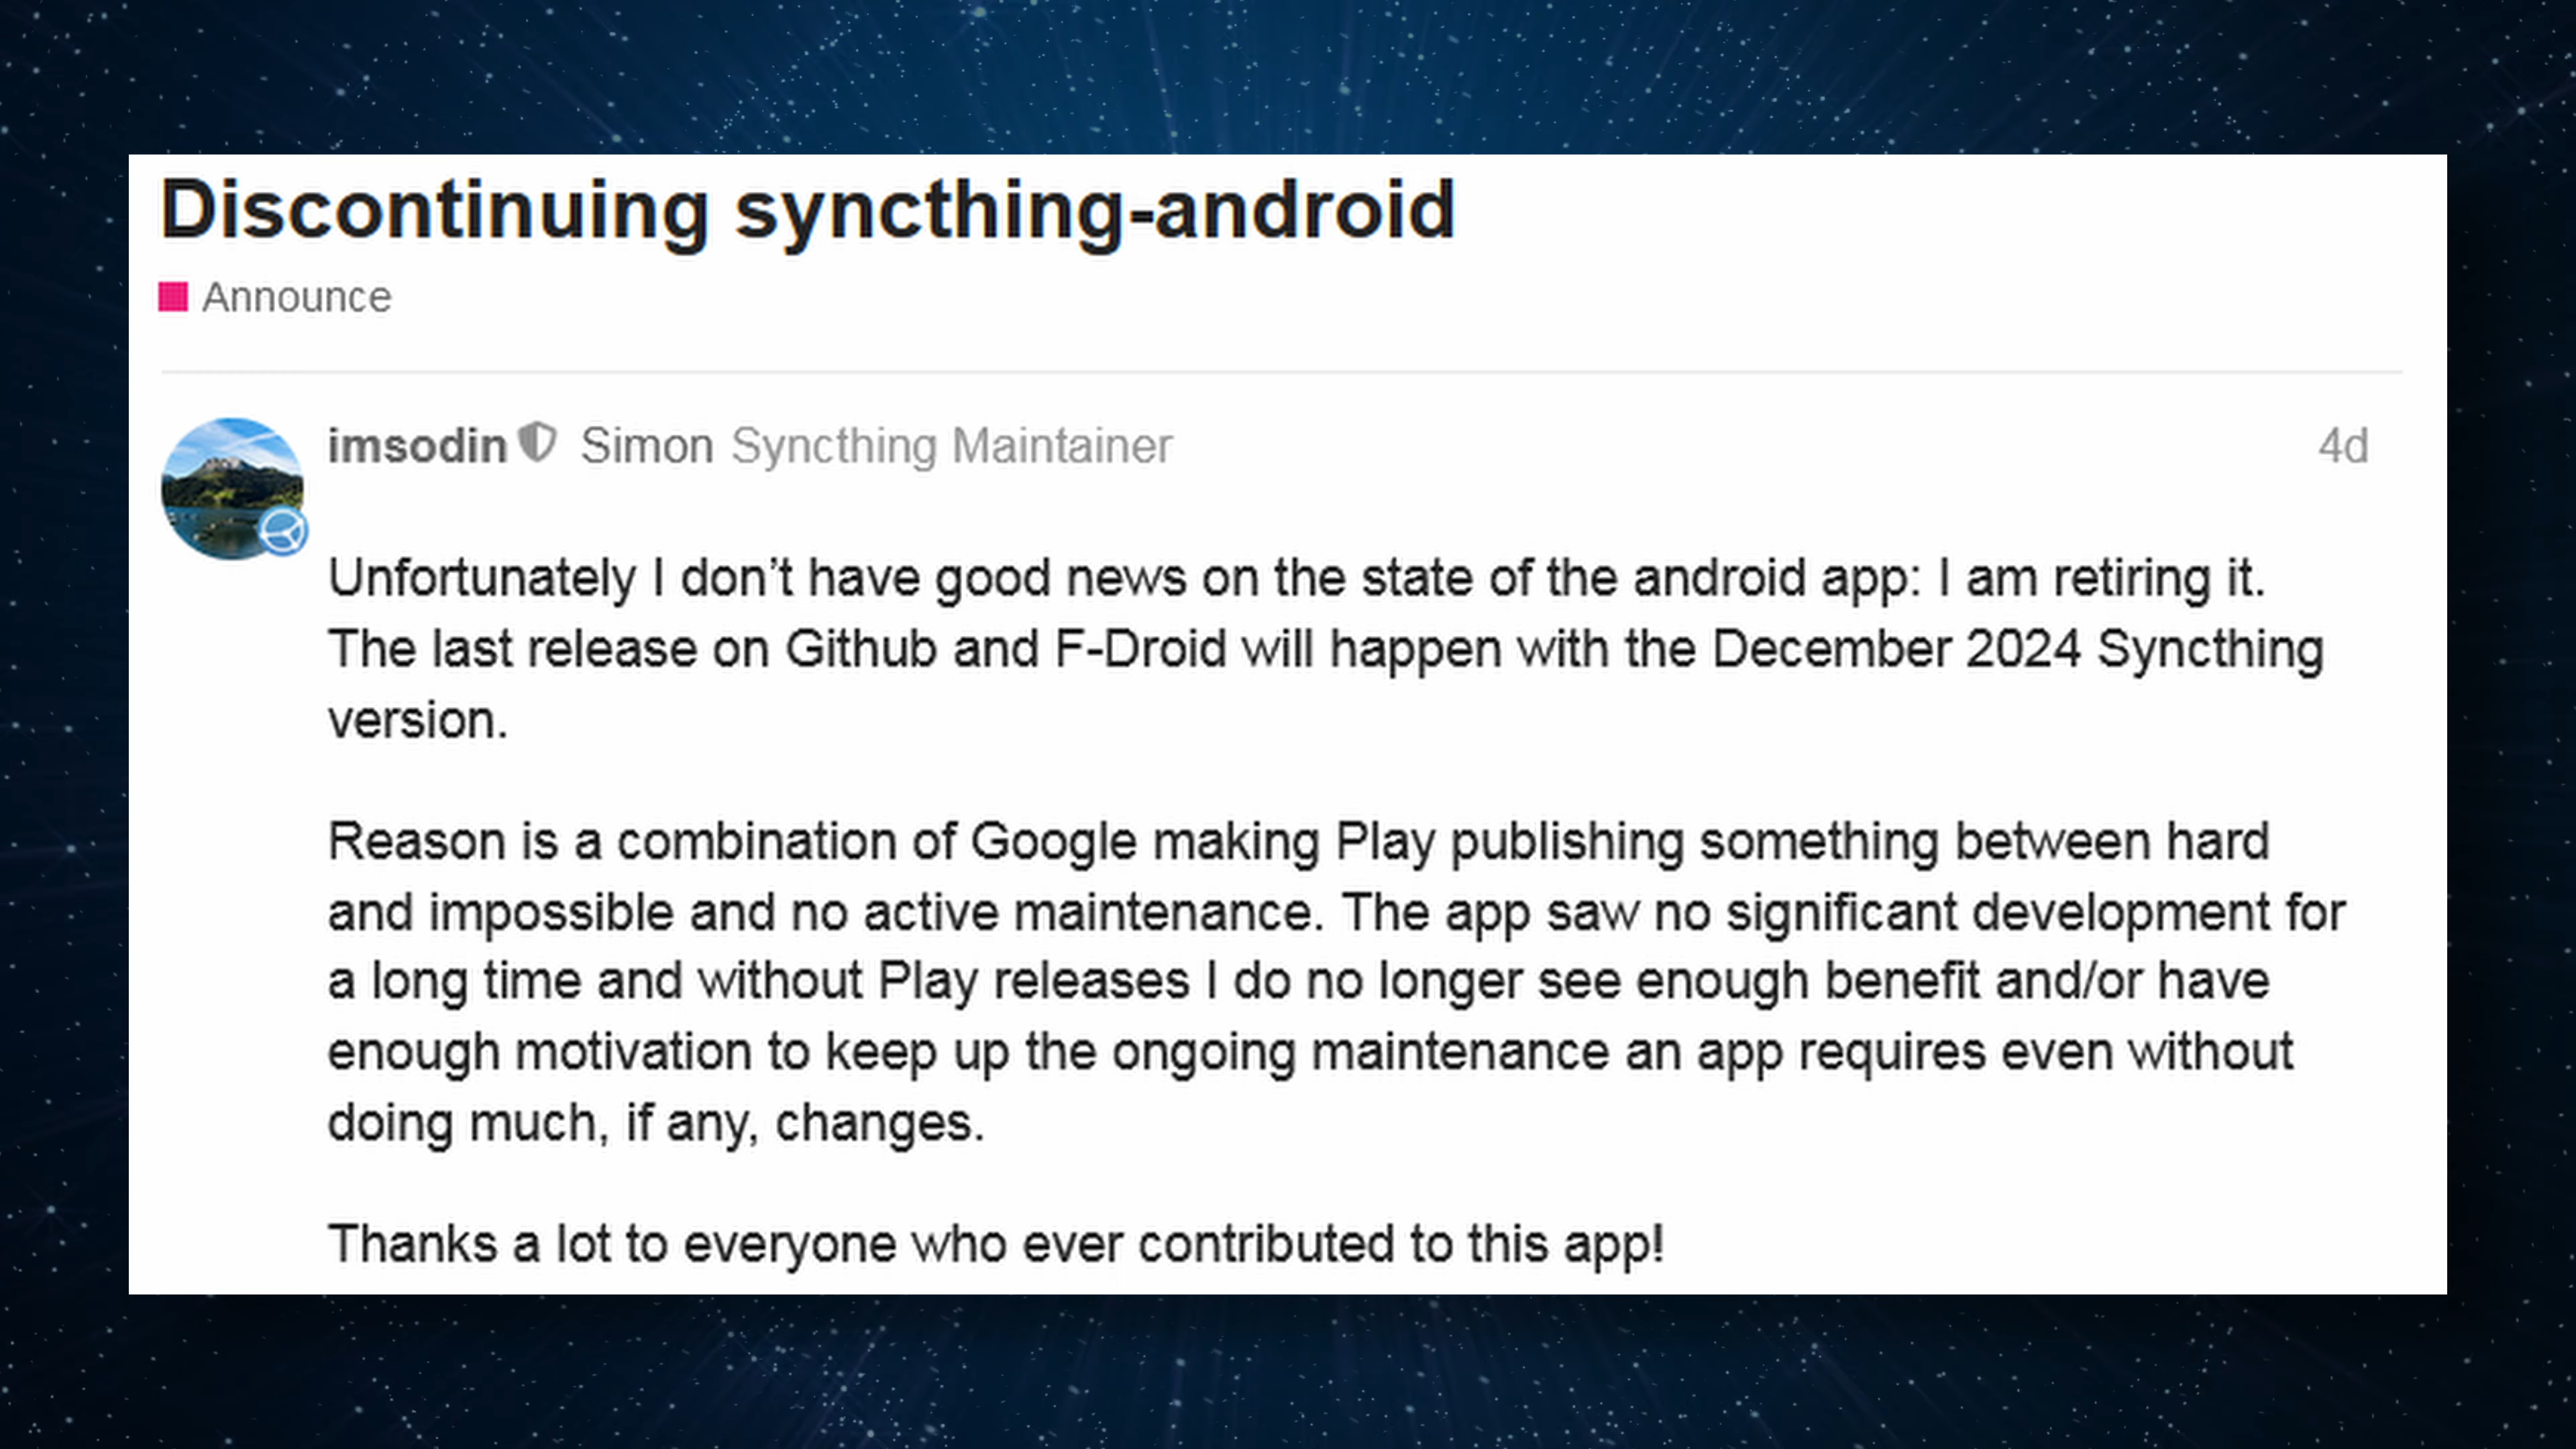 Discontinuing syncthing-android
Announce
imsodin Simon Syncthing Maintainer 4d
Unfortunately I don’t have good news on the state of the android app: I am retiring it.
The last release on Github and F-Droid will happen with the December 2024 Syncthing
version.
Reason is a combination of Google making Play publishing something between hard
and impossible and no active maintenance. The app saw no significant development for
a long time and without Play releases I do no longer see enough benefit and/or have
enough motivation to keep up the ongoing maintenance an app requires even without
doing much, if any, changes.
Thanks a lot to everyone who ever contributed to this app!